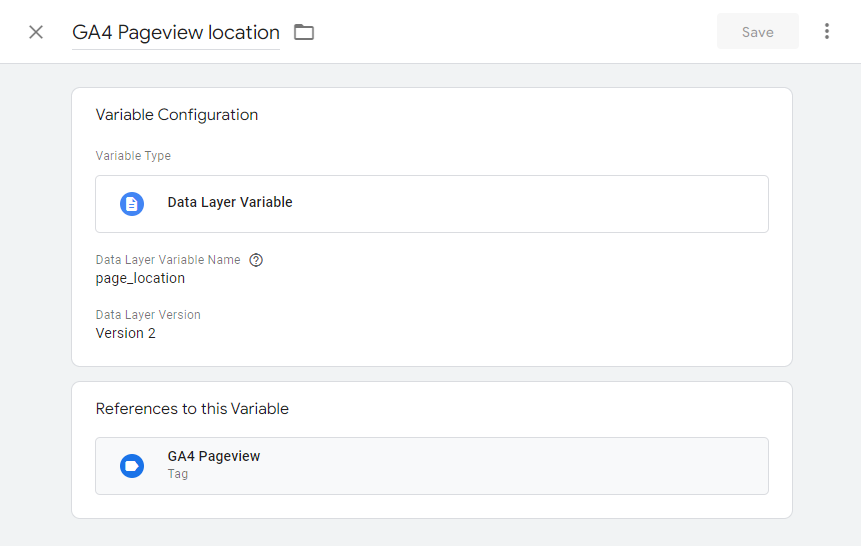 GA4 Pageview location
Save
Variable Configuration
Variable Type
Data Layer Variable
Data Layer Variable Name
page_location
Data Layer Version
Version 2
References to this Variable
GA4 Pageview
Tag